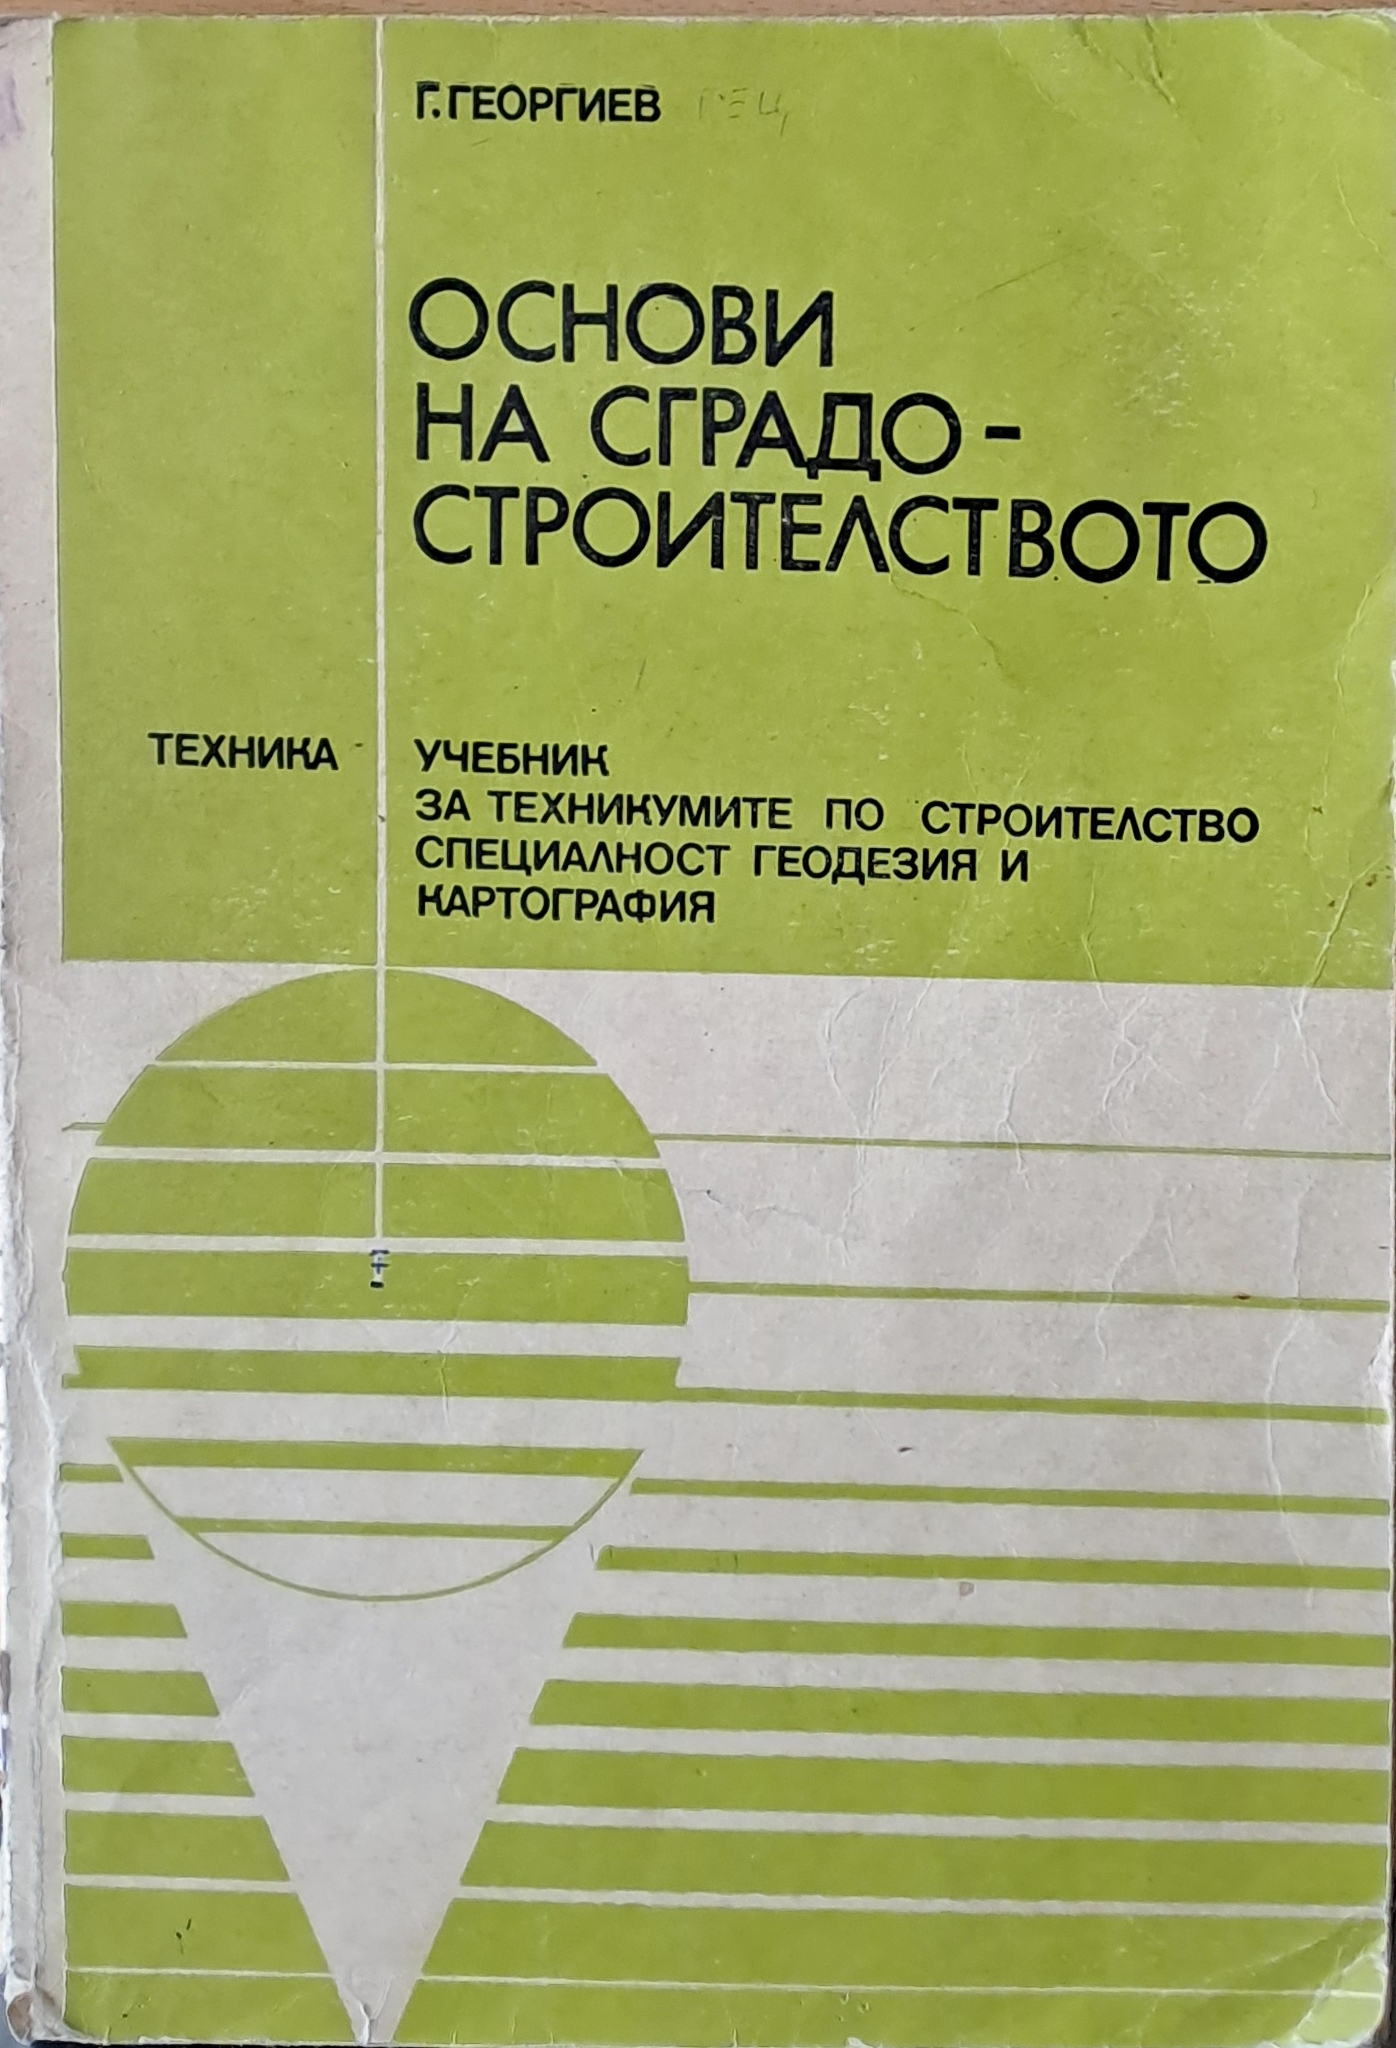 Г. ГЕОРГИЕВ
ОСНОВИ
НА СГРАДО-
СТРОИТЕЛСТВОТО
ТЕХНИКА
УЧЕБНИК
ЗА ТЕХНИКУМИТЕ ПО СТРОИТЕЛСТВО
СПЕЦИАЛНОСТ ГЕОДЕЗИЯ И
КАРТОГРАФИЯ